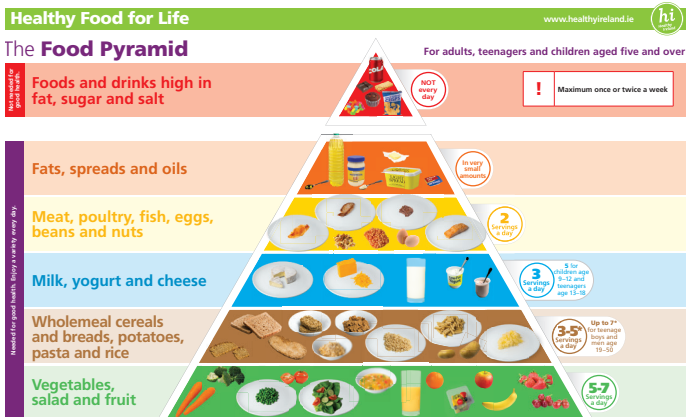 Healthy Food for Life
www.healthyireland.ie
hi
The Food Pyramid
For adults, teenagers and children aged five and over
Not needed for
good health.
Foods and drinks high in
fat, sugar and salt
NOT
every
day
!
Maximum once or twice a week
Needed for good health. Enjoy a variety every day.
Fats, spreads and oils
In very
small
amounts
Meat, poultry, fish, eggs,
beans and nuts
2
Servings
a day
Milk, yogurt and cheese
3
Servings
a day
5 for
children age
9–12 and
teenagers
age 13–18
Wholemeal cereals
and breads, potatoes,
pasta and rice
3-5*
Servings
a day
Up to 7*
for teenage
boys and
men age
19–50
Vegetables,
salad and fruit
5-7
Servings
a day